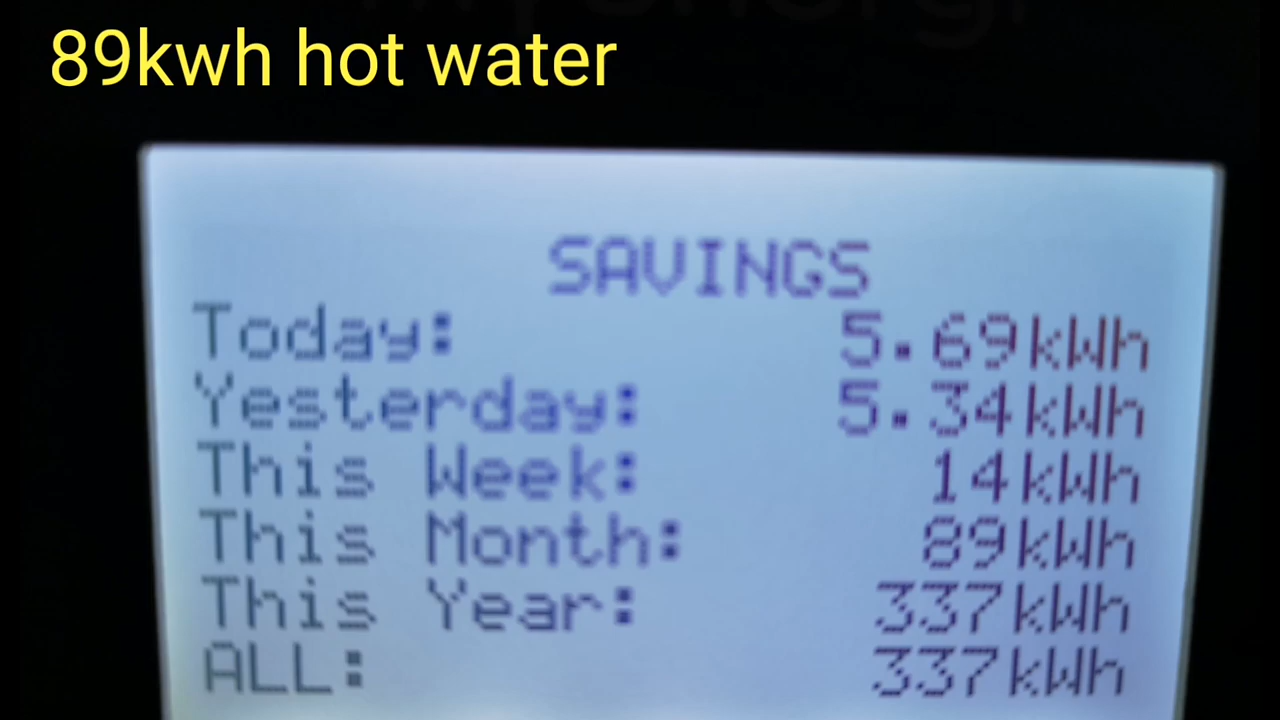 89kwh hot water
SAVINGS
Today: 5.69kWh
Yesterday: 5.34kWh
This Week: 14kWh
This Month: 89kWh
This Year: 337kWh
ALL: 337kWh